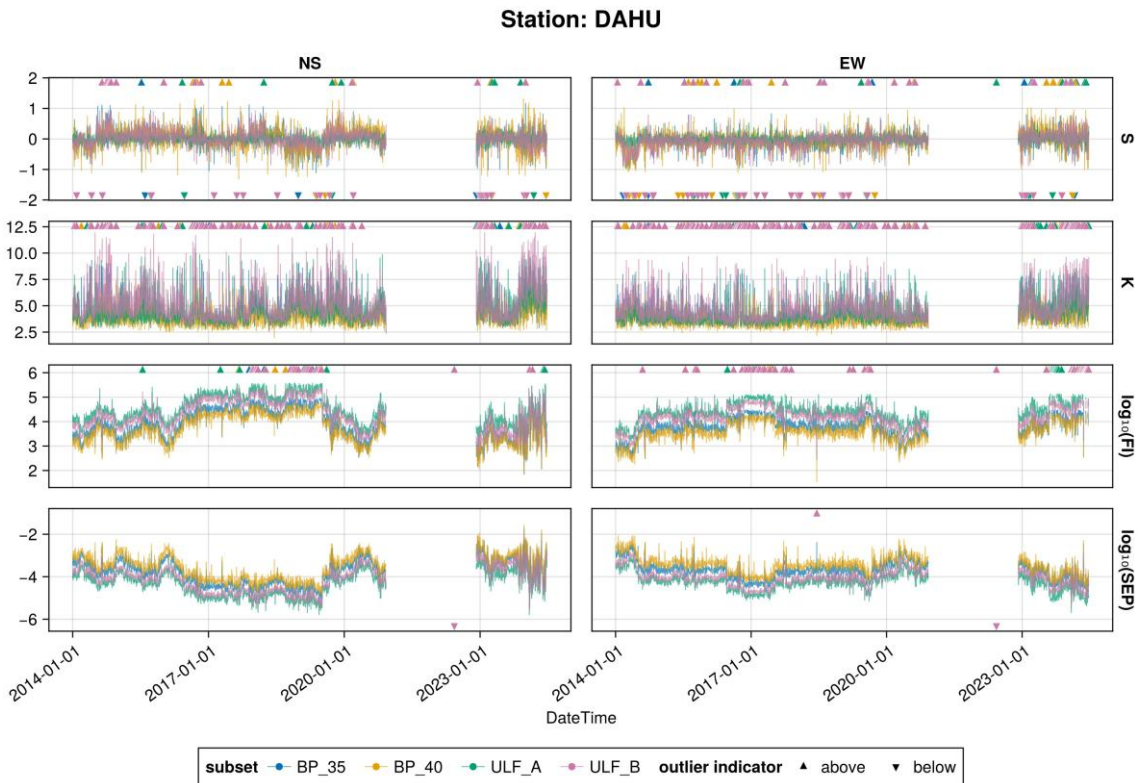 Station: DAHU
NS
EW
2
1
0
−1
−2
S
12.5
10.0
7.5
5.0
2.5
K
6
5
4
3
2
log₁₀(FI)
−2
−4
−6
log₁₀(SEP)
2014-01-01
2017-01-01
2020-01-01
2023-01-01
2014-01-01
2017-01-01
2020-01-01
2023-01-01
DateTime
subset BP_35 BP_40 ULF_A ULF_B outlier indicator above below